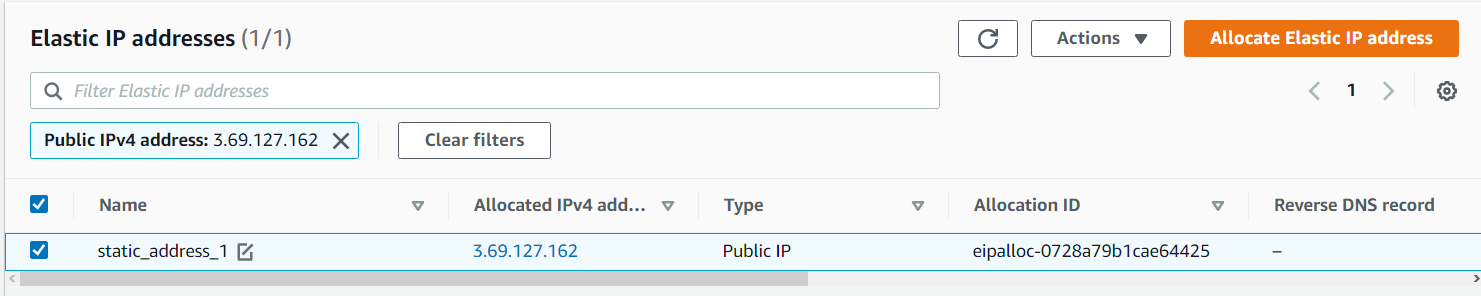 Elastic IP addresses (1/1)
Actions
Allocate Elastic IP address
Filter Elastic IP addresses
1
Public IPv4 address: 3.69.127.162
Clear filters
Name Allocated IPv4 add... Type Allocation ID Reverse DNS record
static_address_1 3.69.127.162 Public IP eipalloc-0728a79b1cae64425 –